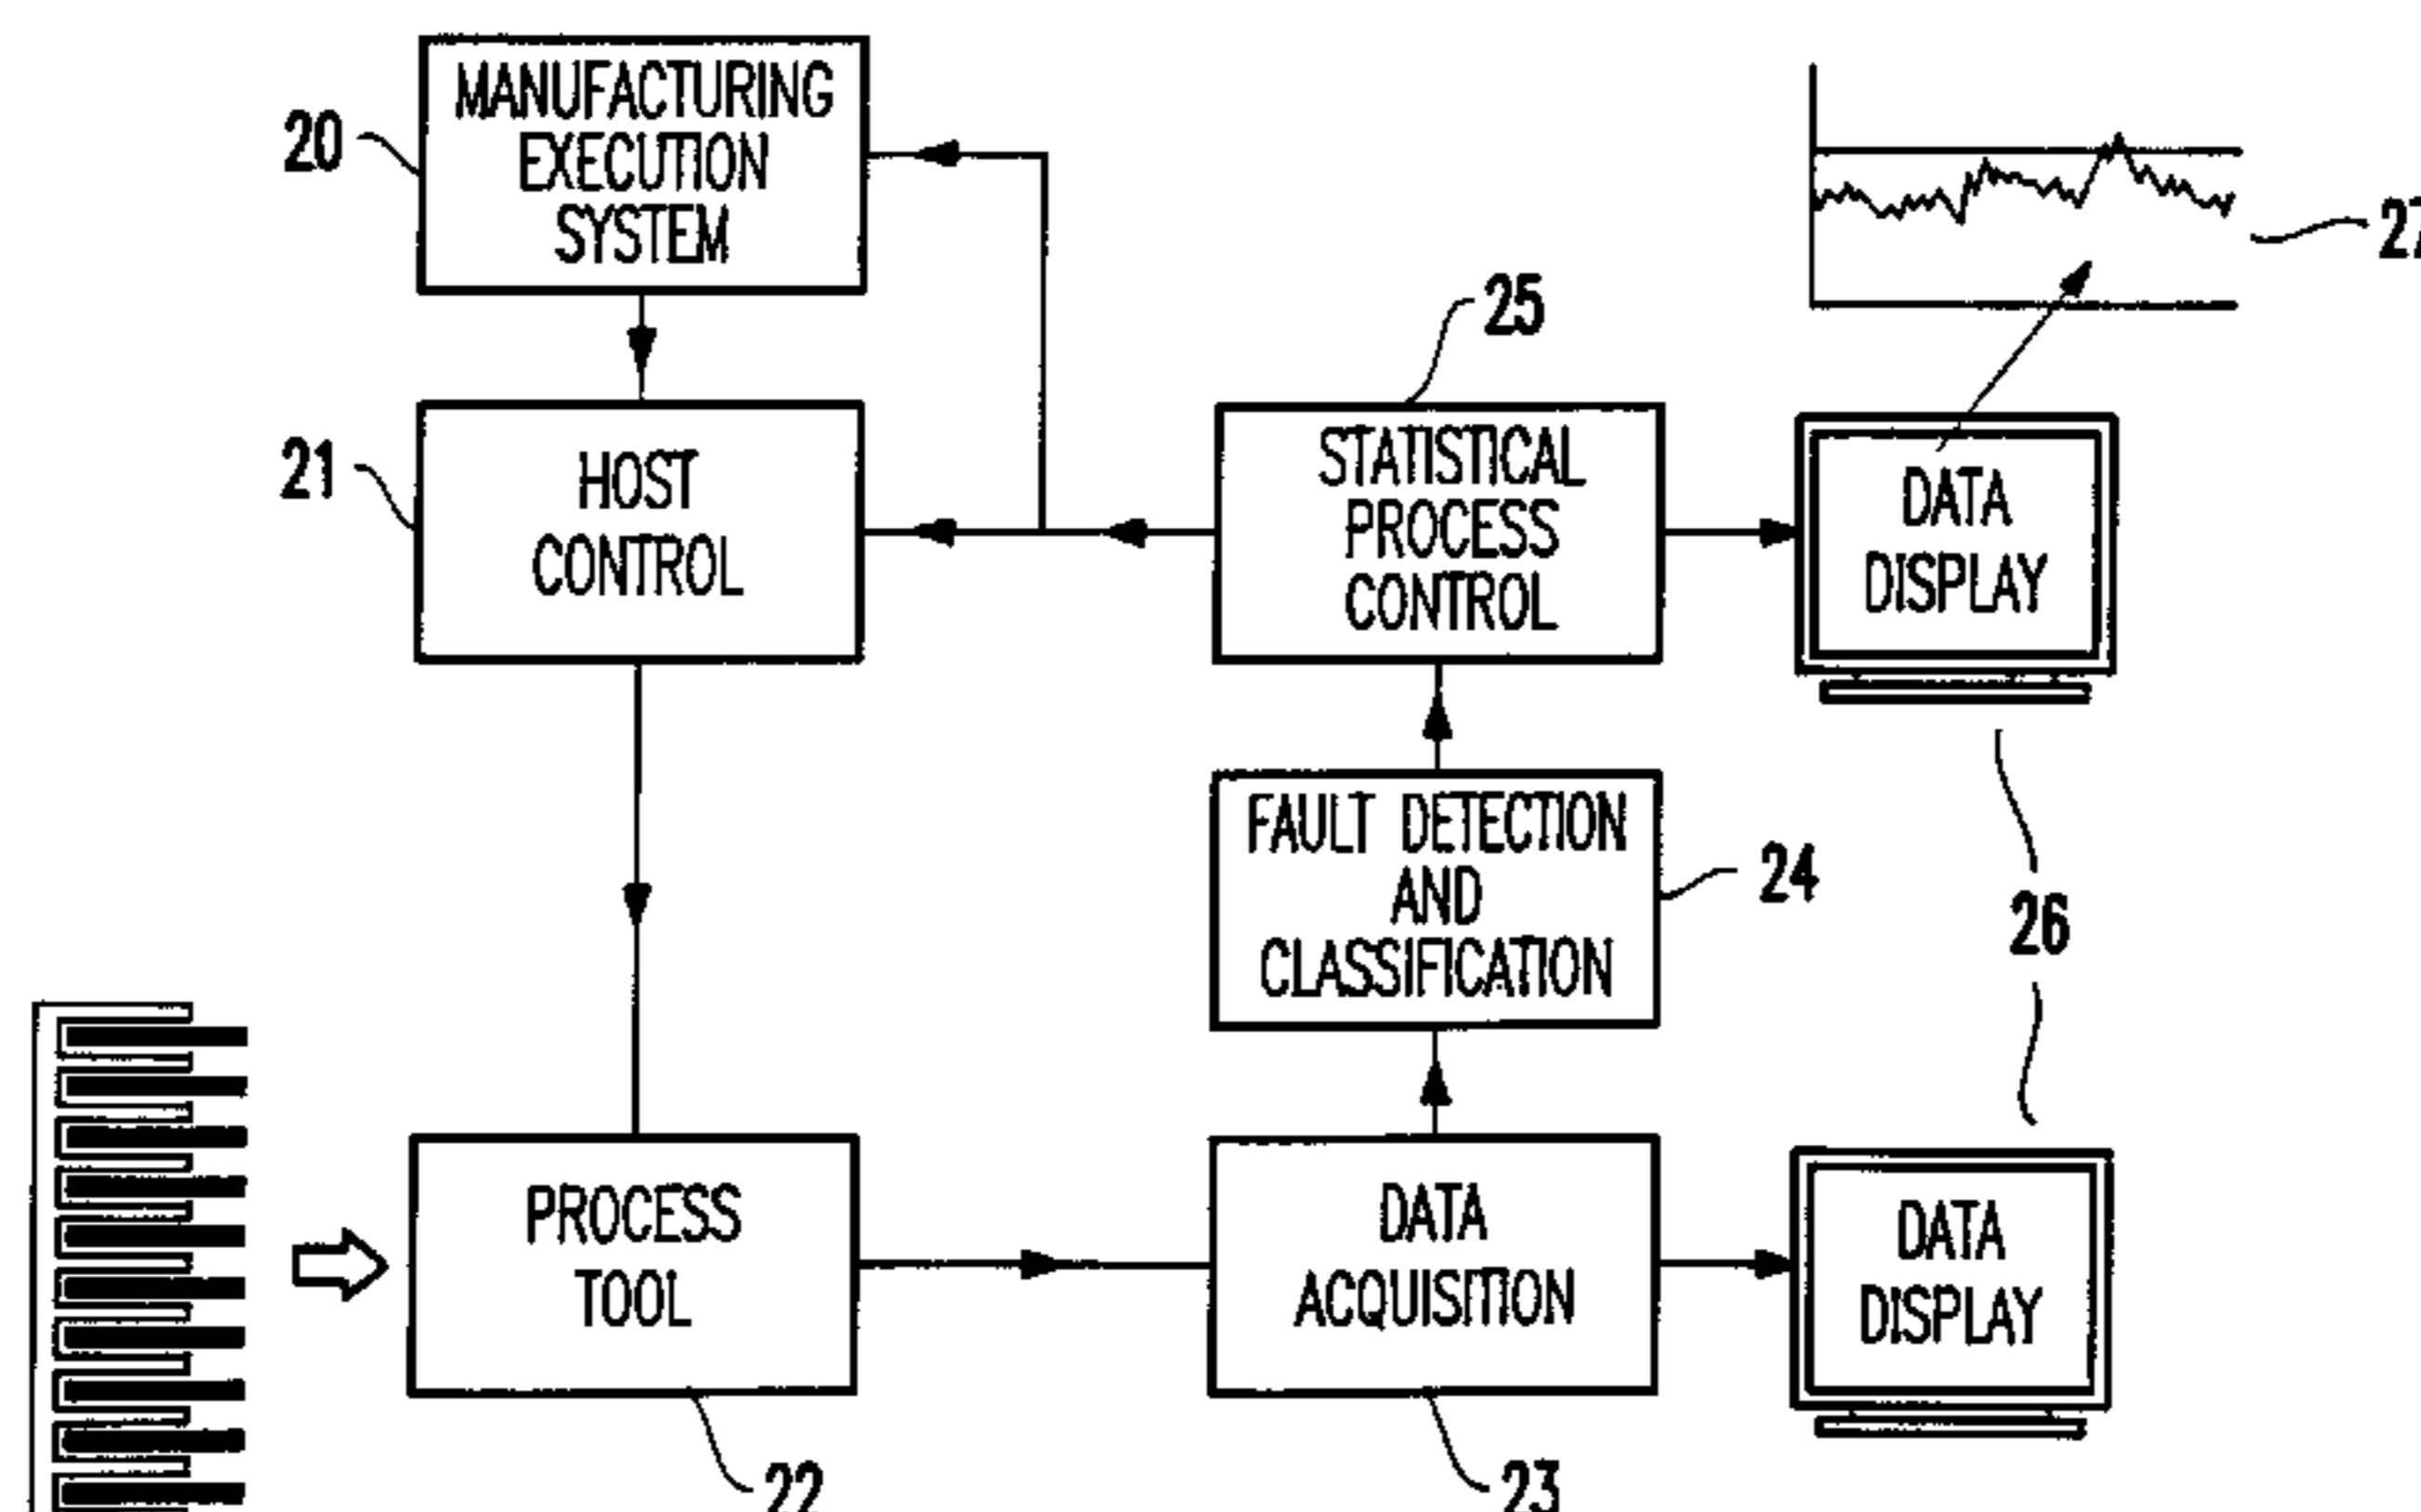 MANUFACTURING
EXECUTION
SYSTEM
20
27
25
HOST
CONTROL
21
STATISTICAL
PROCESS
CONTROL
DATA
DISPLAY
FAULT DETECTION
AND
CLASSIFICATION
24
26
PROCESS
TOOL
DATA
ACQUISITION
DATA
DISPLAY
22
23